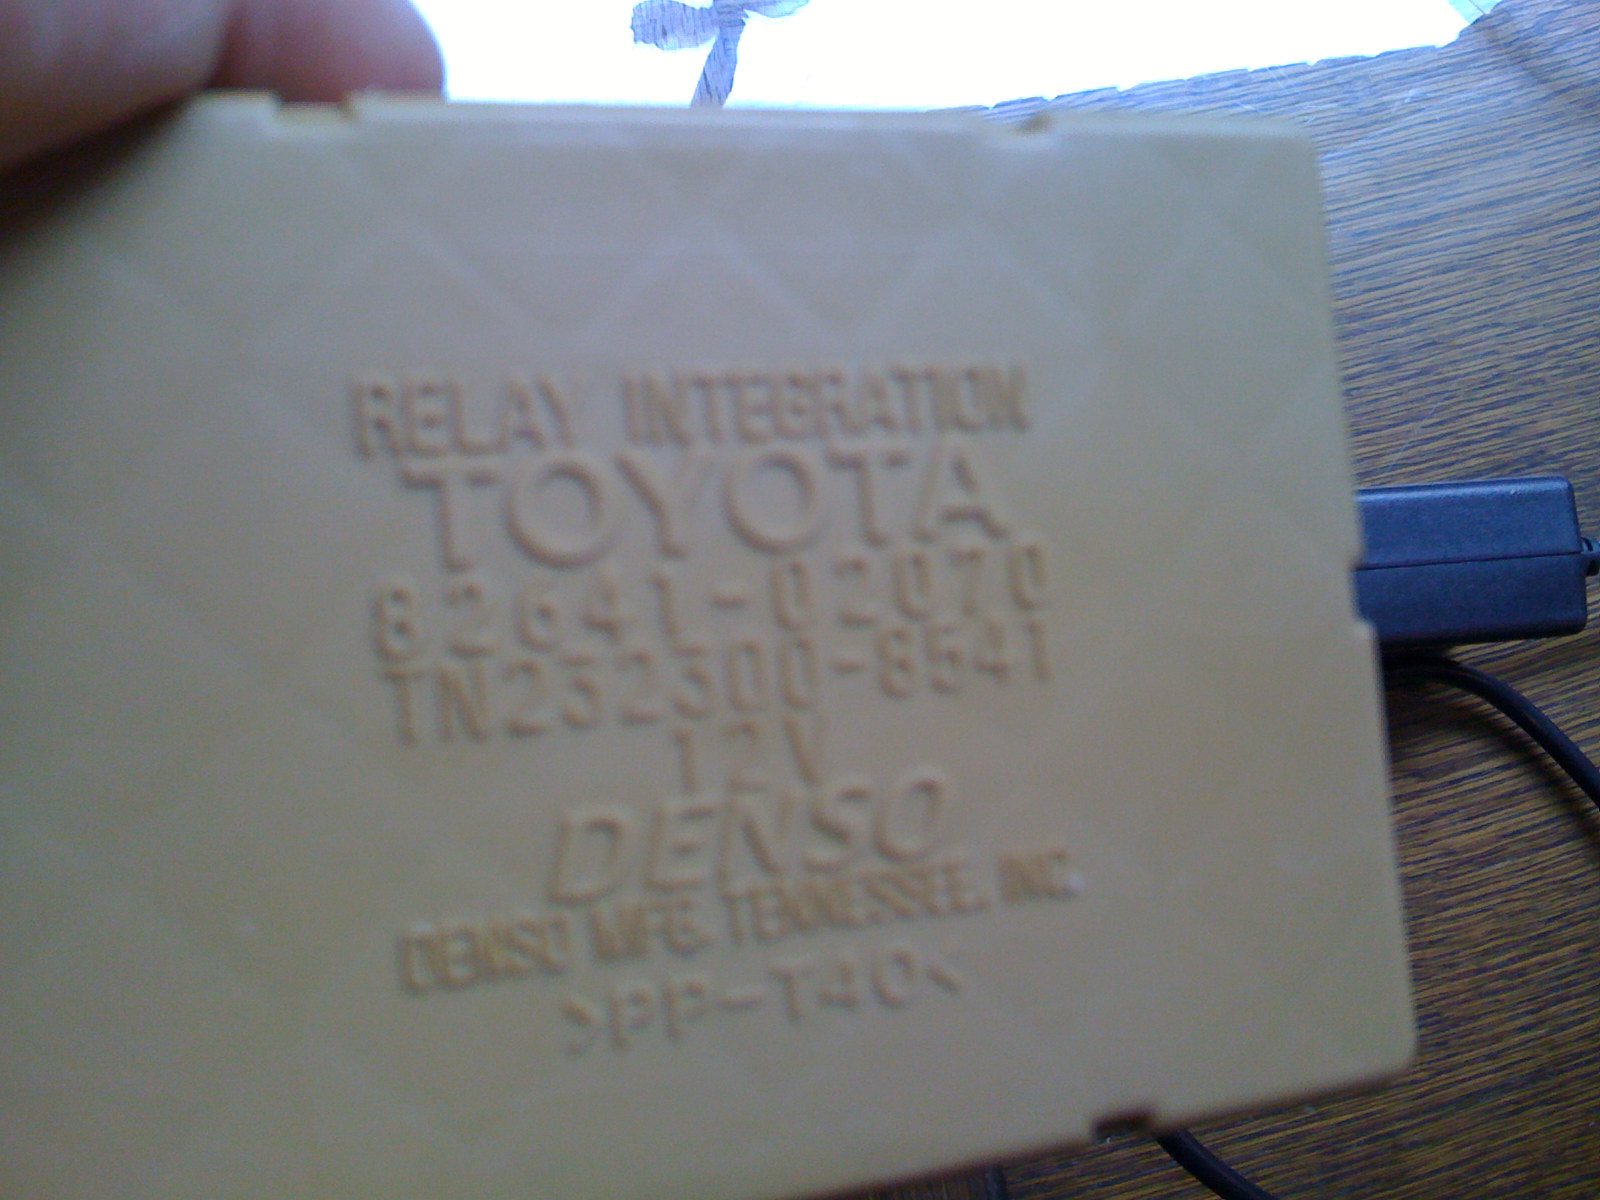 RELAY INTEGRATION
TOYOTA
82641-02070
TN232300-8541
12V
DENSO
DENSO MFG. TENNESSEE, INC.
>PP-T40<